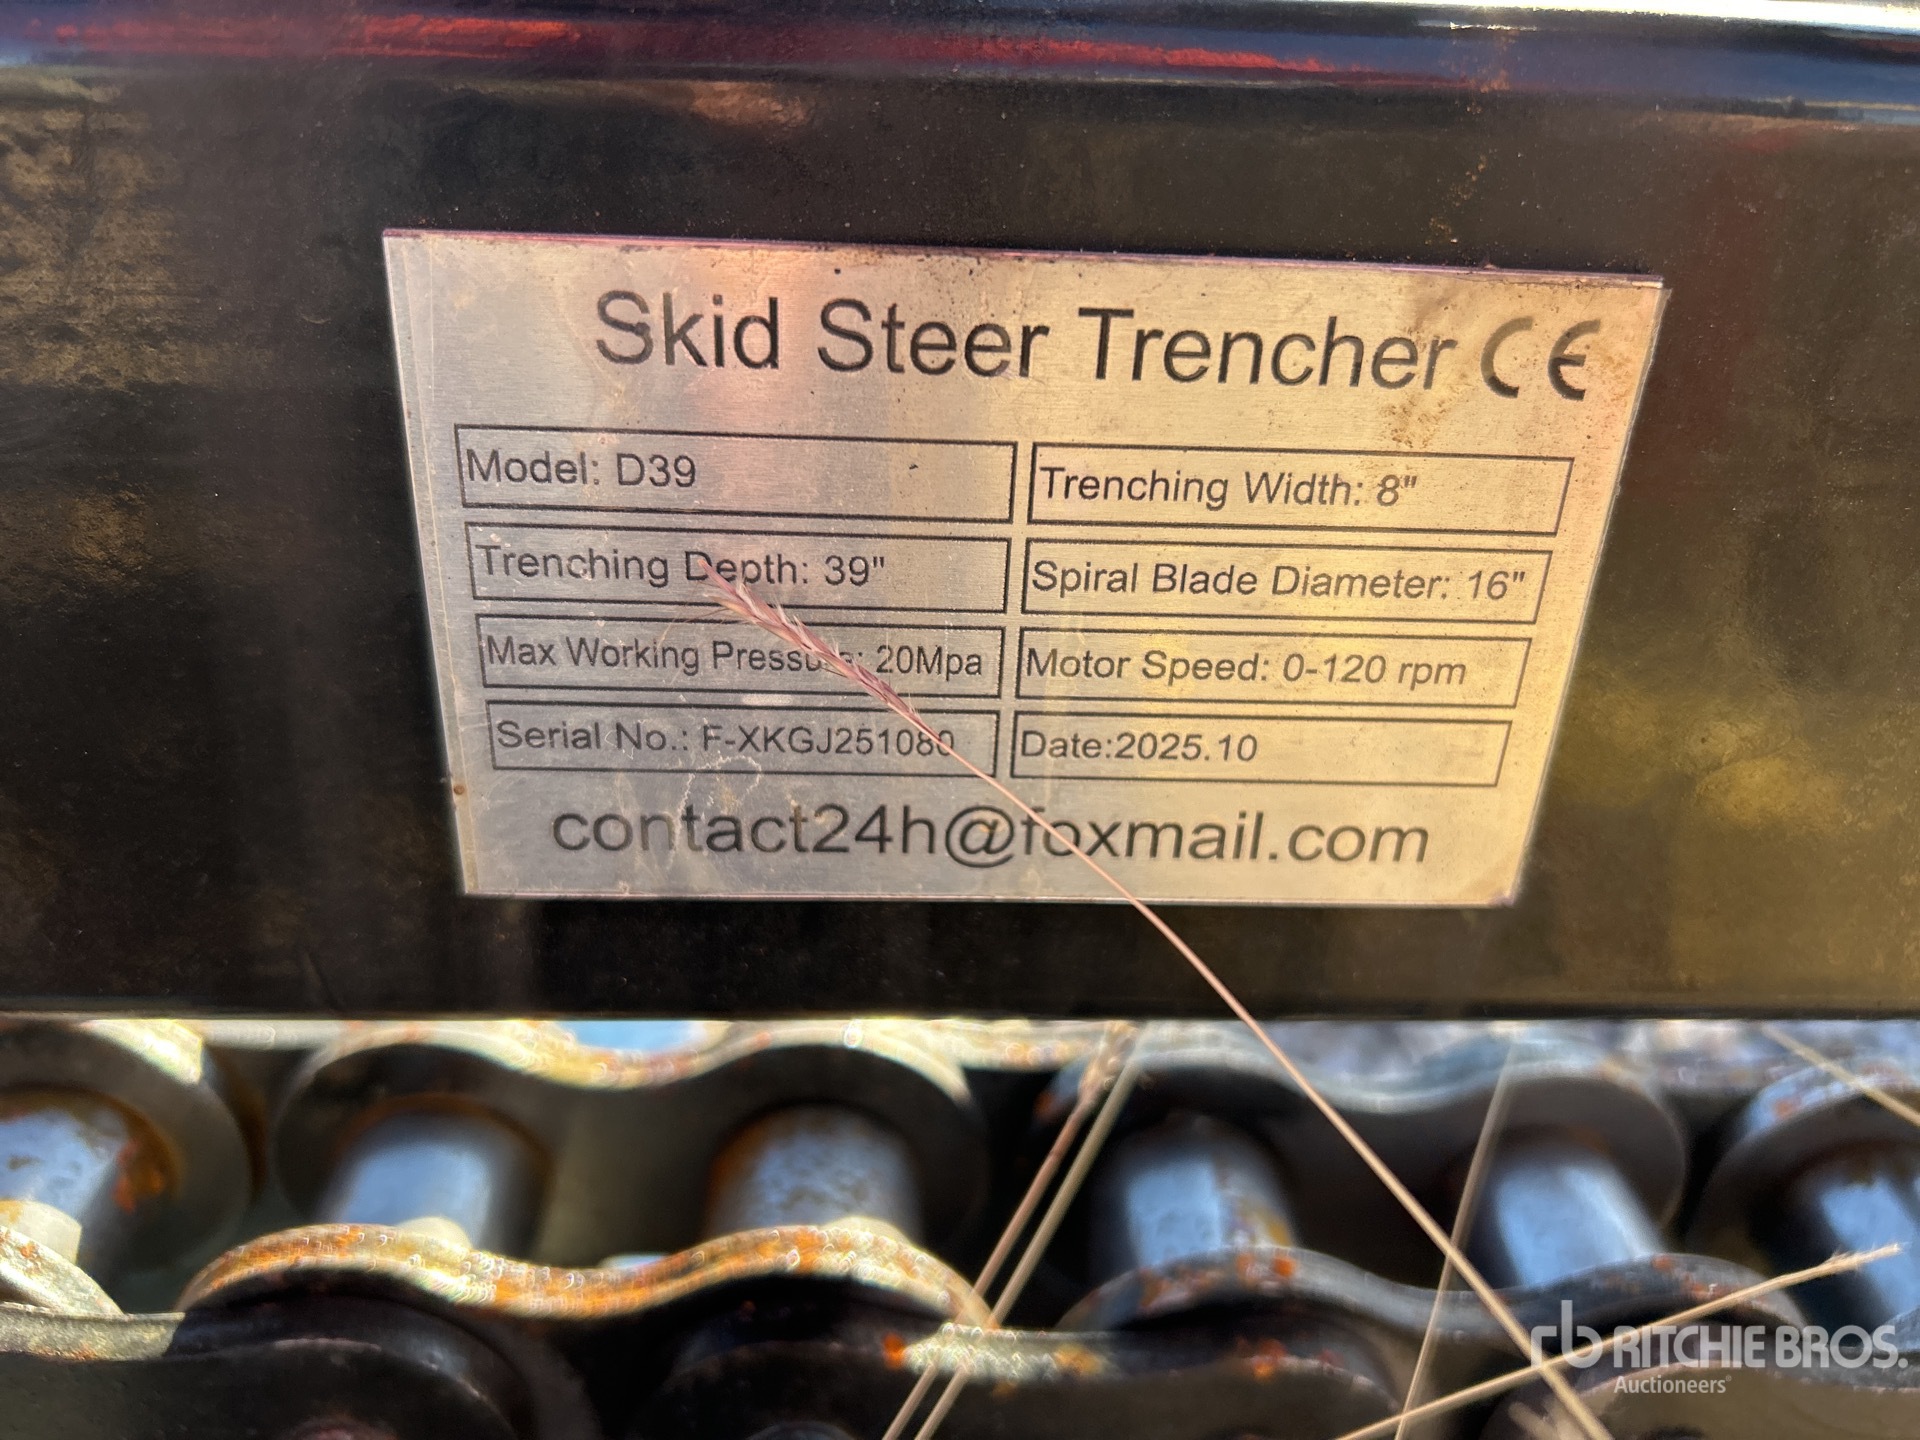 Skid Steer Trencher CE
Model: D39
Trenching Width: 8"
Trenching Depth: 39"
Spiral Blade Diameter: 16"
Max Working Pressure: 20Mpa
Motor Speed: 0-120 rpm
Serial No.: F-XKGJ251080
Date:2025.10
contact24h@foxmail.com
rb RITCHIE BROS.
Auctioneers